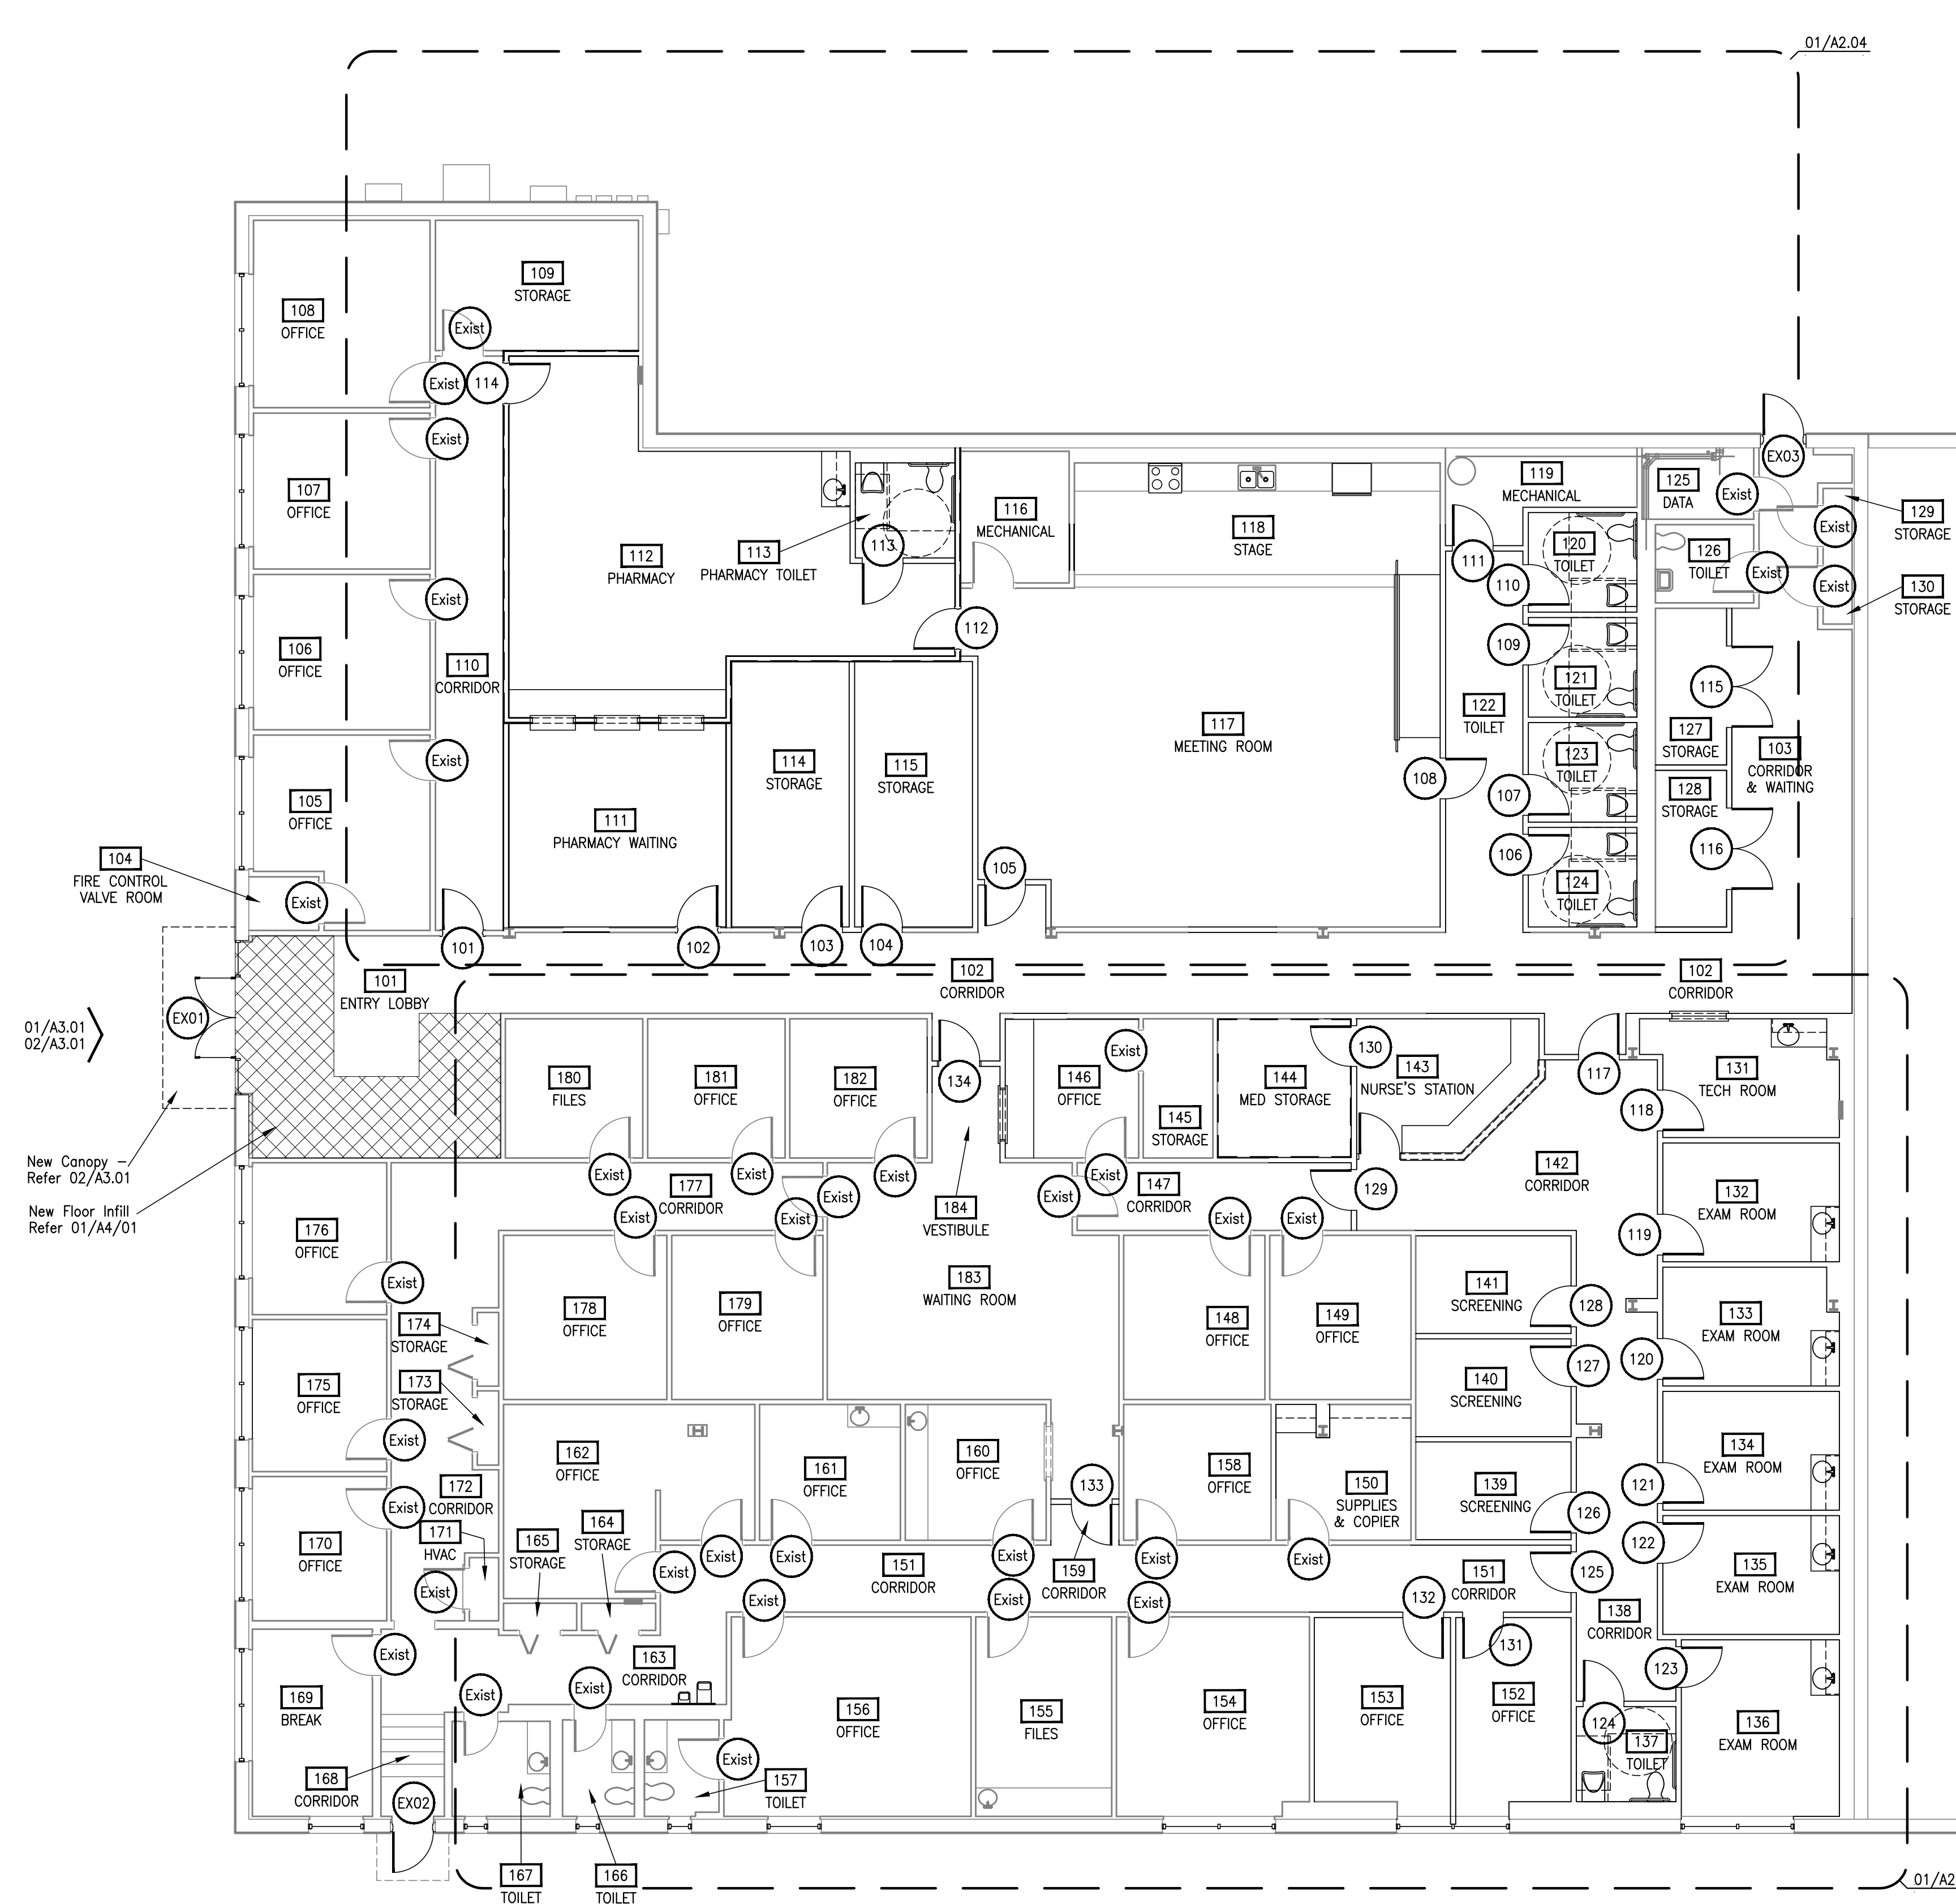 01/A2.04
109
STORAGE
108
OFFICE
Exist
Exist
114
Exist
107
OFFICE
EX03
119
MECHANICAL
125
DATA
Exist
129
STORAGE
Exist
116
MECHANICAL
118
STAGE
113
112
PHARMACY
113
PHARMACY TOILET
120
TOILET
111
110
126
TOILET
Exist
Exist
130
STORAGE
Exist
106
OFFICE
112
109
110
CORRIDOR
121
TOILET
115
122
TOILET
117
MEETING ROOM
127
STORAGE
103
CORRIDOR
& WAITING
Exist
114
STORAGE
115
STORAGE
123
TOILET
108
107
128
STORAGE
105
OFFICE
111
PHARMACY WAITING
106
116
104
FIRE CONTROL
VALVE ROOM
Exist
105
124
TOILET
101
102
103
104
101
ENTRY LOBBY
102
CORRIDOR
102
CORRIDOR
EX01
01/A3.01
02/A3.01
New Canopy –
Refer 02/A3.01
New Floor Infill
Refer 01/A4/01
180
FILES
181
OFFICE
182
OFFICE
134
146
OFFICE
Exist
145
STORAGE
144
MED STORAGE
130
143
NURSE'S STATION
117
131
TECH ROOM
118
Exist
Exist
Exist
177
CORRIDOR
Exist
Exist
Exist
184
VESTIBULE
Exist
Exist
147
CORRIDOR
Exist
Exist
129
142
CORRIDOR
132
EXAM ROOM
119
176
OFFICE
Exist
174
STORAGE
178
OFFICE
179
OFFICE
183
WAITING ROOM
148
OFFICE
149
OFFICE
141
SCREENING
128
133
EXAM ROOM
120
175
OFFICE
173
STORAGE
Exist
140
SCREENING
127
162
OFFICE
161
OFFICE
160
OFFICE
133
158
OFFICE
150
SUPPLIES
& COPIER
139
SCREENING
126
134
EXAM ROOM
121
172
CORRIDOR
Exist
171
HVAC
170
OFFICE
Exist
165
STORAGE
164
STORAGE
Exist
Exist
Exist
151
CORRIDOR
Exist
159
CORRIDOR
Exist
Exist
151
CORRIDOR
125
122
135
EXAM ROOM
Exist
Exist
Exist
132
131
138
CORRIDOR
Exist
163
CORRIDOR
123
169
BREAK
Exist
Exist
156
OFFICE
155
FILES
154
OFFICE
153
OFFICE
152
OFFICE
124
137
TOILET
136
EXAM ROOM
Exist
168
CORRIDOR
EX02
157
TOILET
167
TOILET
166
TOILET
01/A2